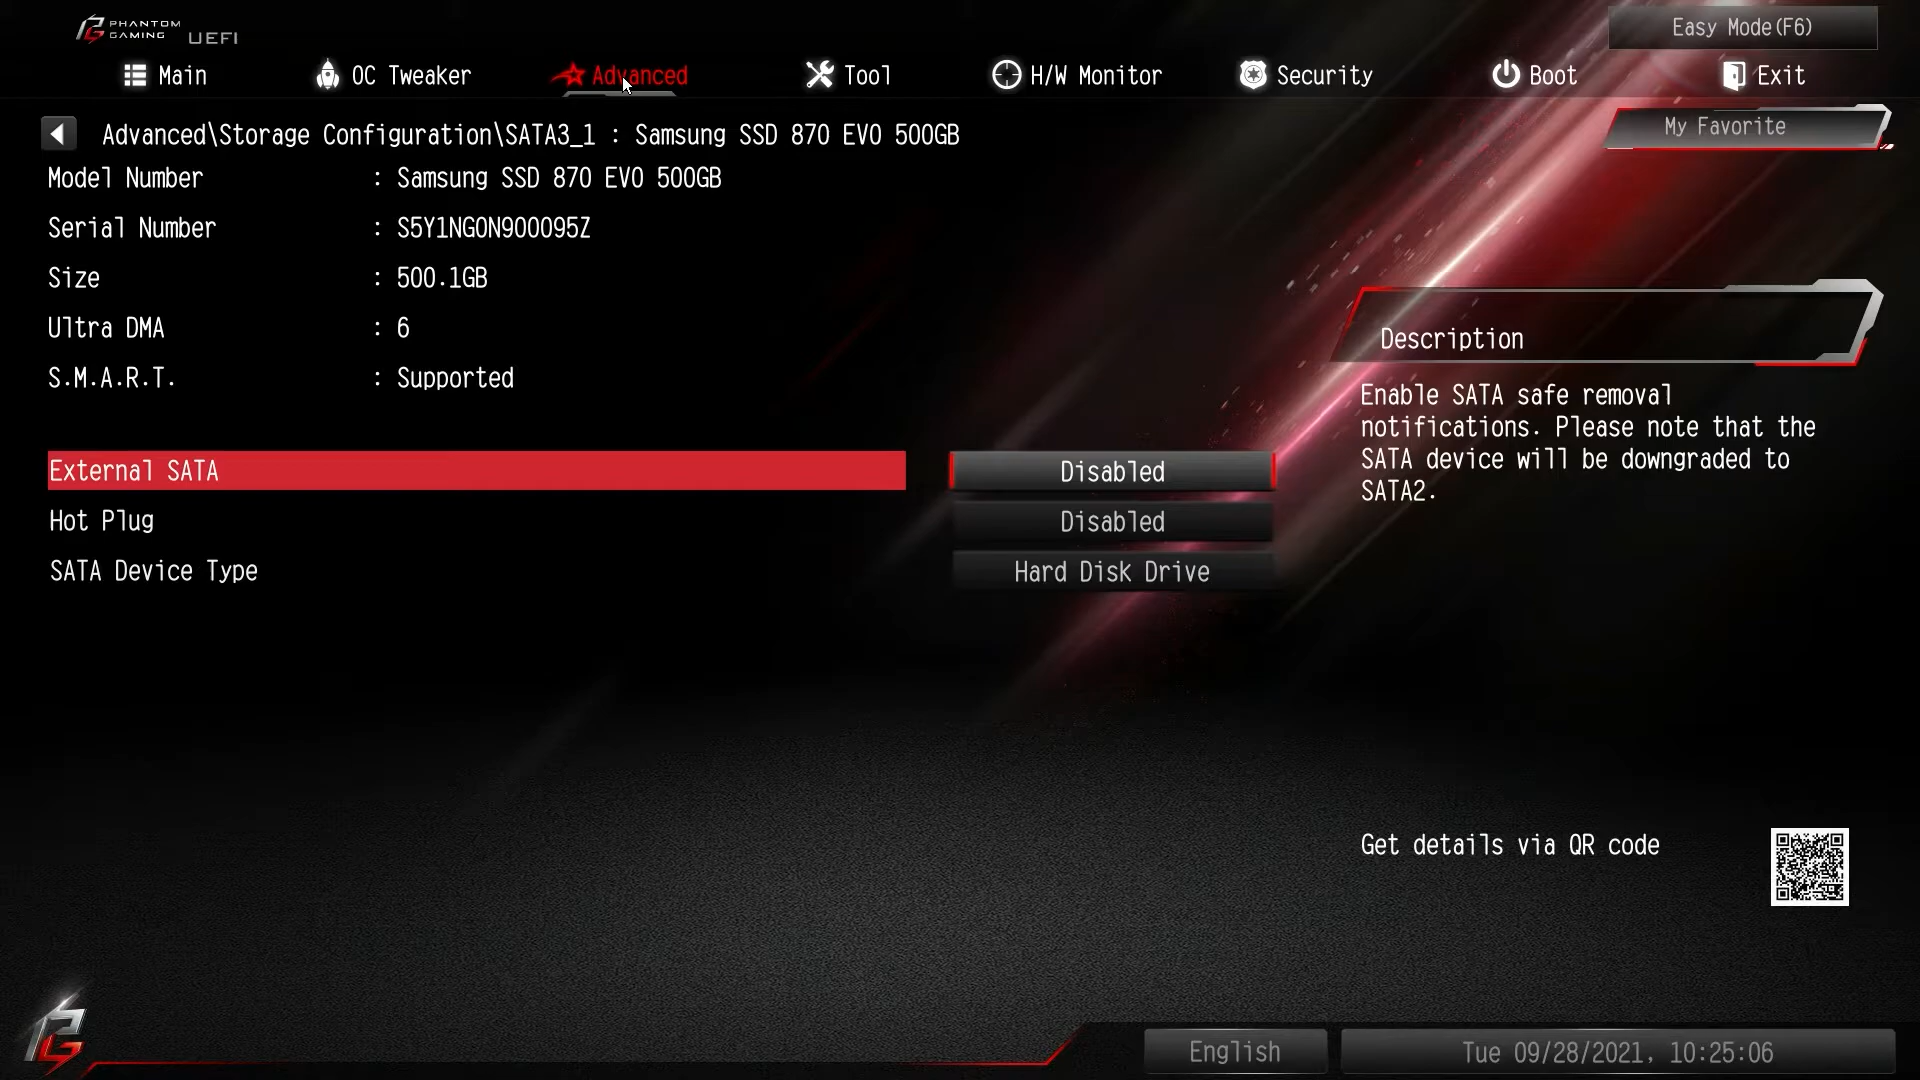 PHANTOM GAMING UEFI
Easy Mode(F6)
Main OC Tweaker Advanced Tool H/W Monitor Security Boot Exit
My Favorite
Advanced\Storage Configuration\SATA3_1 : Samsung SSD 870 EVO 500GB
Model Number : Samsung SSD 870 EVO 500GB
Serial Number : S5Y1NG0N900095Z
Size : 500.1GB
Ultra DMA : 6
S.M.A.R.T. : Supported
External SATA Disabled
Hot Plug Disabled
SATA Device Type Hard Disk Drive
Description
Enable SATA safe removal
notifications. Please note that the
SATA device will be downgraded to
SATA2.
Get details via QR code
English
Tue 09/28/2021, 10:25:06